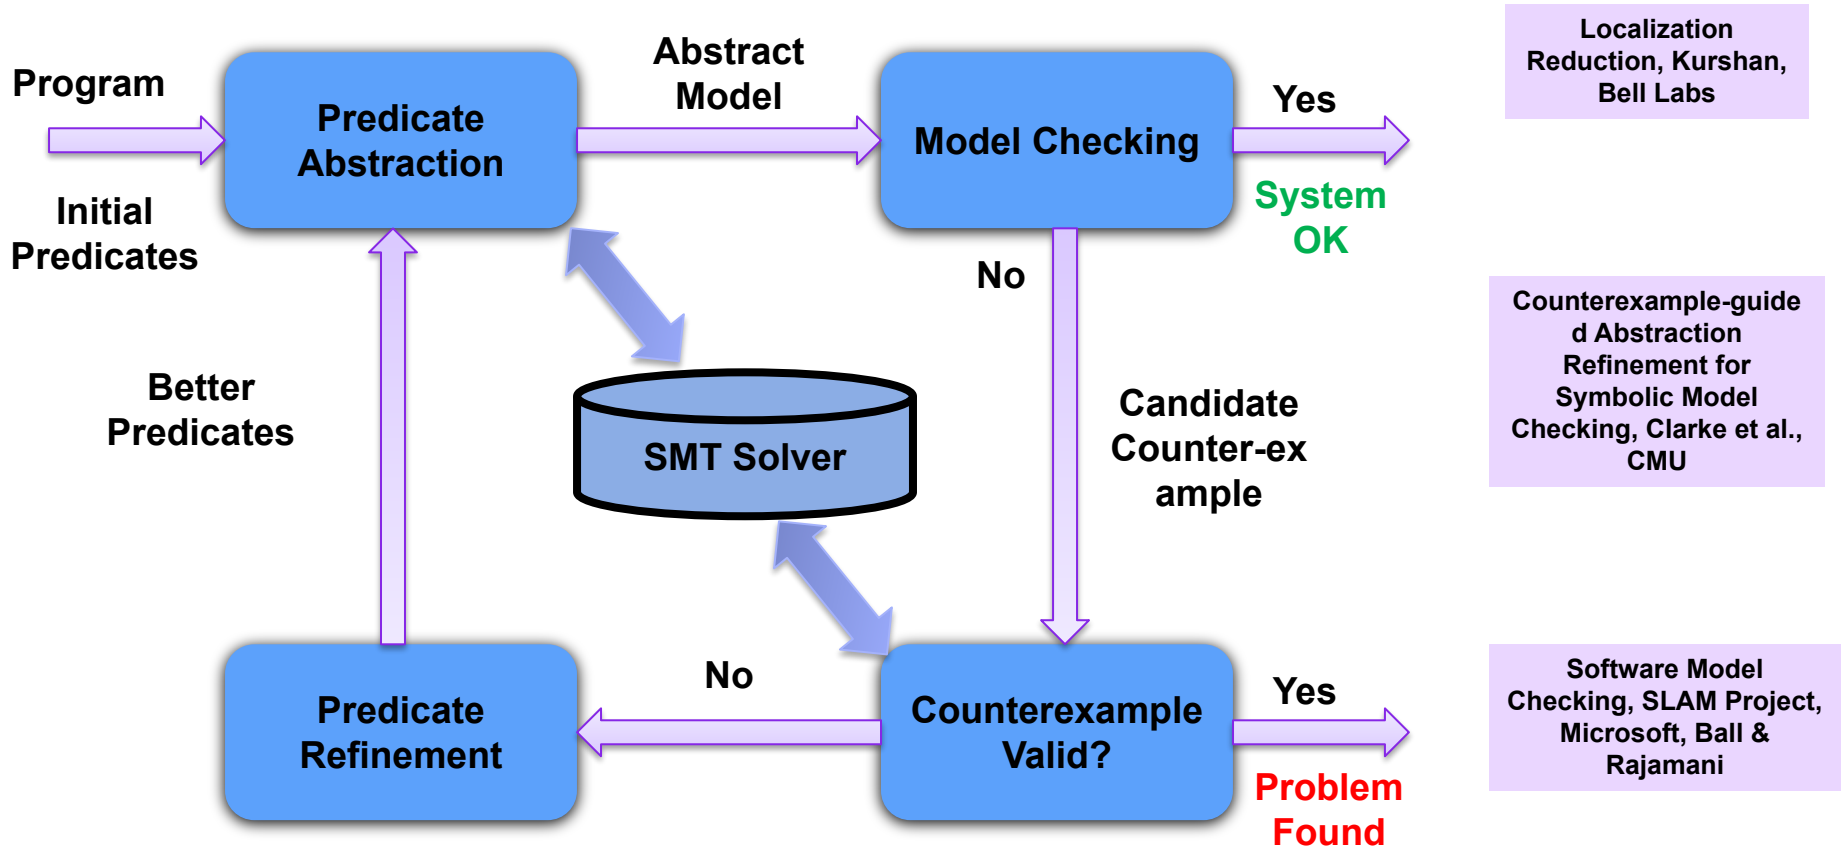 Program
Initial
Predicates
Predicate
Abstraction
Abstract
Model
Model Checking
Yes
System
OK
No
Candidate
Counter-ex
ample
SMT Solver
Better
Predicates
Predicate
Refinement
No
Counterexample
Valid?
Yes
Problem
Found
Localization
Reduction, Kurshan,
Bell Labs
Counterexample-guide
d Abstraction
Refinement for
Symbolic Model
Checking, Clarke et al.,
CMU
Software Model
Checking, SLAM Project,
Microsoft, Ball &
Rajamani